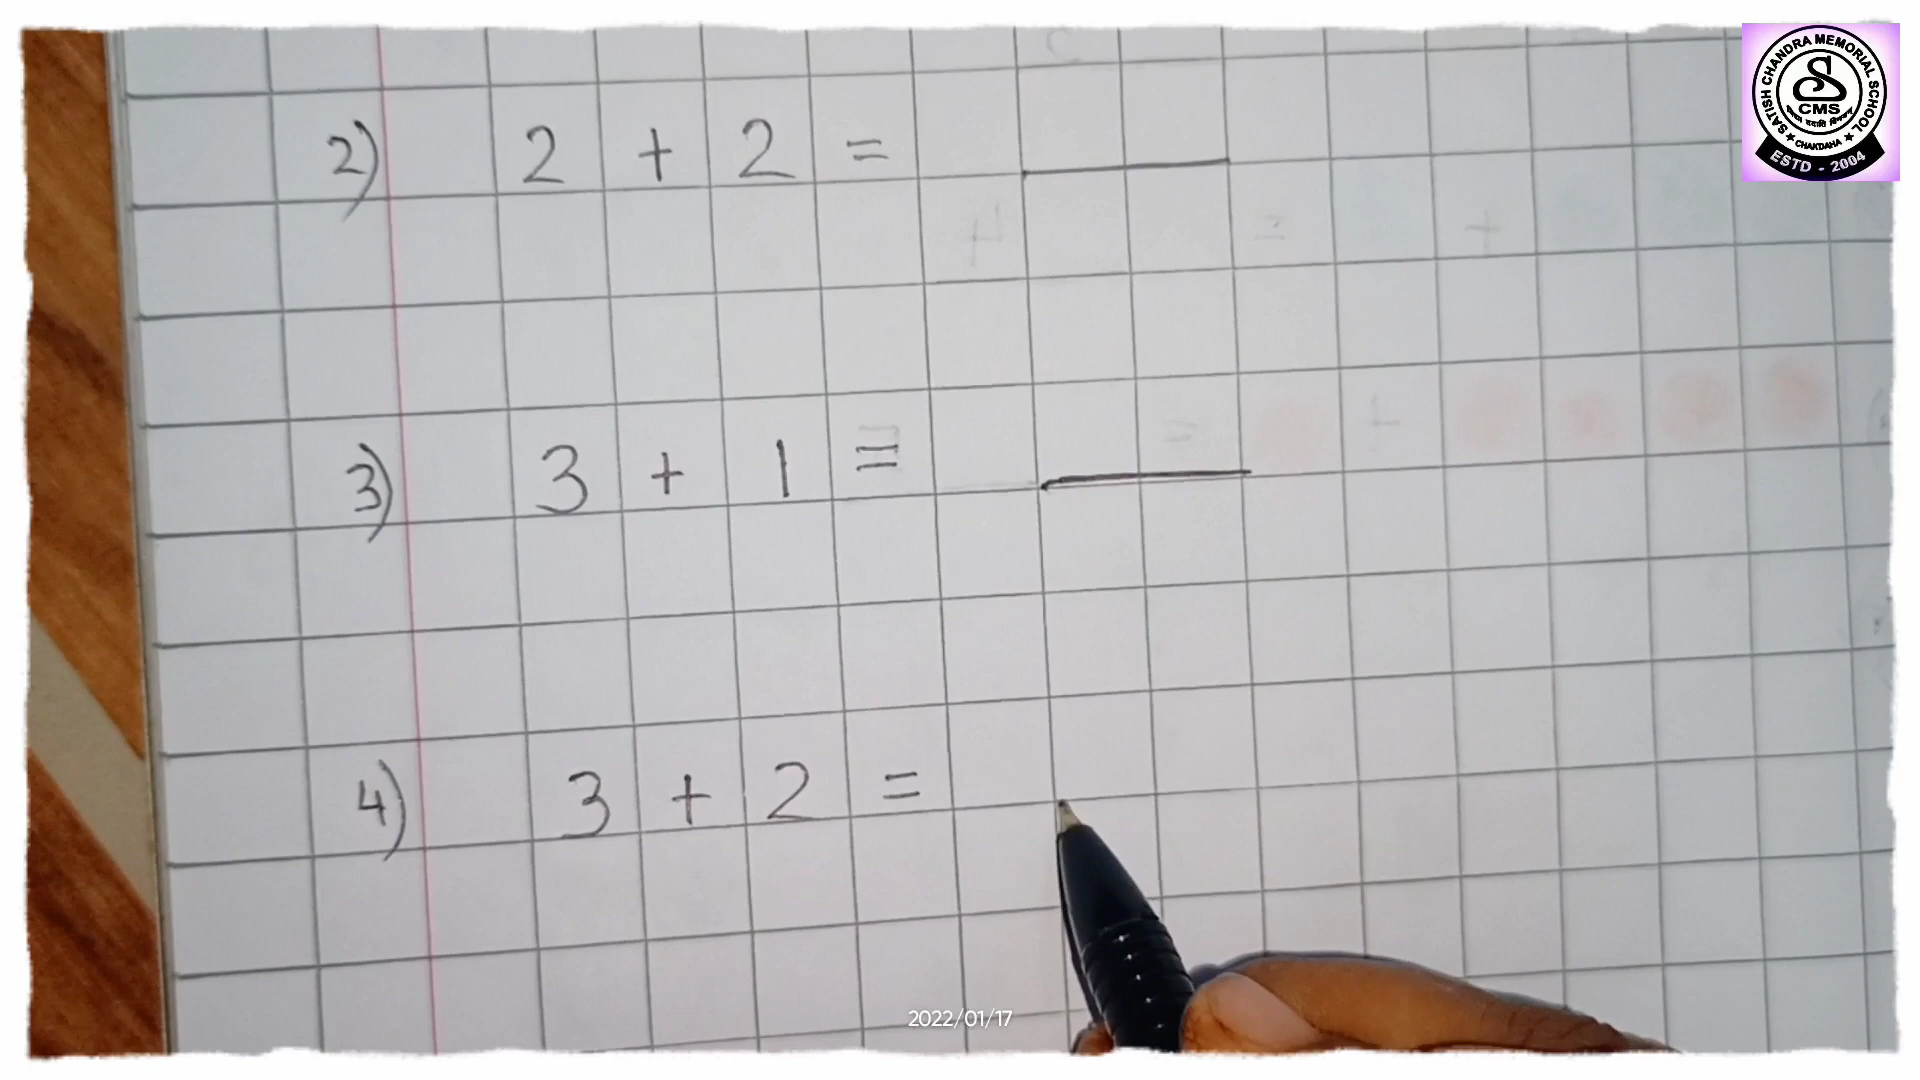 2) 2 + 2 =
3) 3 + 1 =
4) 3 + 2 =
SATISH CHANDRA MEMORIAL SCHOOL
S
CMS
★ CHAKDAHA ★
ESTD - 2004
2022/01/17